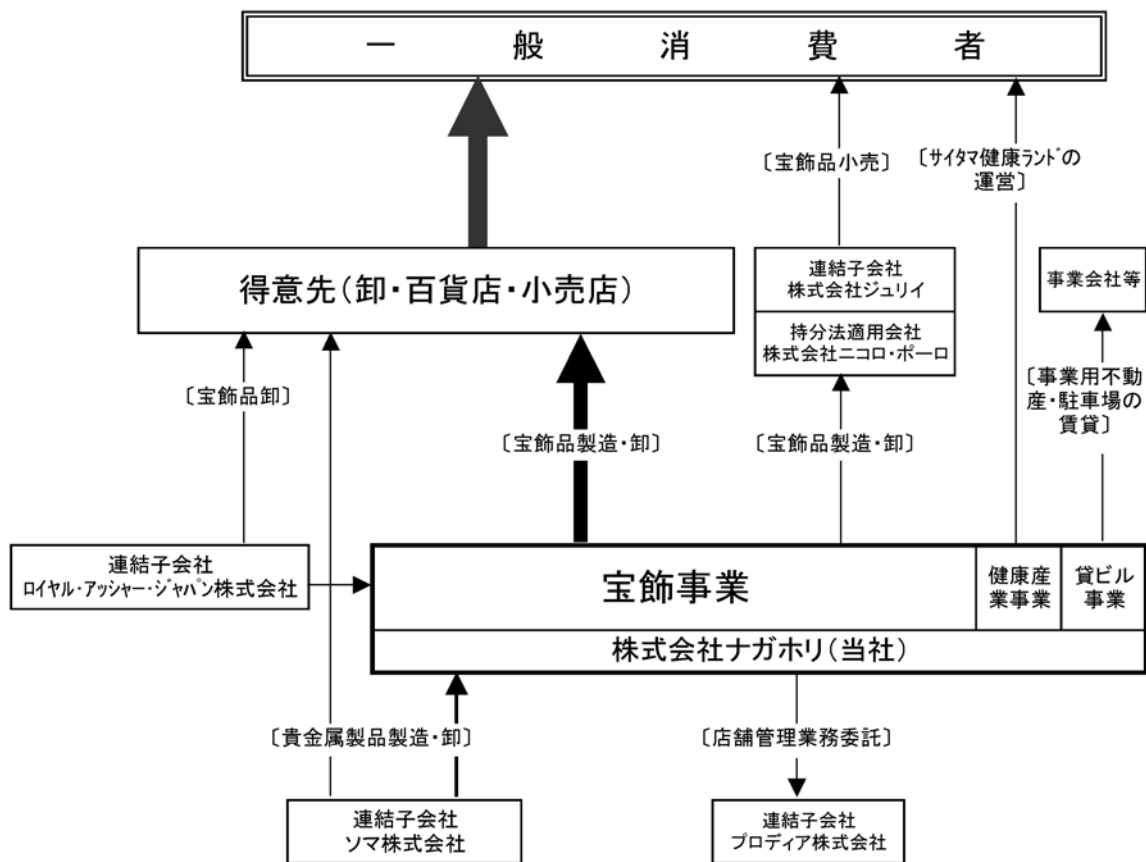 一般消費者
〔宝飾品小売〕
〔サイタマ健康ランドの
運営〕
得意先(卸・百貨店・小売店)
連結子会社
株式会社ジュリイ
持分法適用会社
株式会社ニコロ・ポーロ
事業会社等
〔宝飾品卸〕
〔宝飾品製造・卸〕
〔宝飾品製造・卸〕
〔事業用不動
産・駐車場の
賃貸〕
連結子会社
ロイヤル・アッシャー・ジャパン株式会社
宝飾事業
健康産
業事業
貸ビル
事業
株式会社ナガホリ(当社)
〔貴金属製品製造・卸〕
〔店舗管理業務委託〕
連結子会社
ソマ株式会社
連結子会社
プロディア株式会社